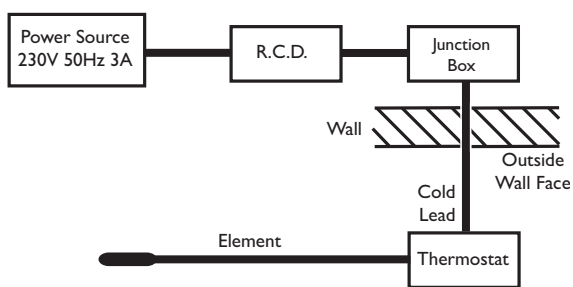 Power Source
230V 50Hz 3A
R.C.D.
Junction
Box
Wall
Outside
Wall Face
Cold
Lead
Element
Thermostat